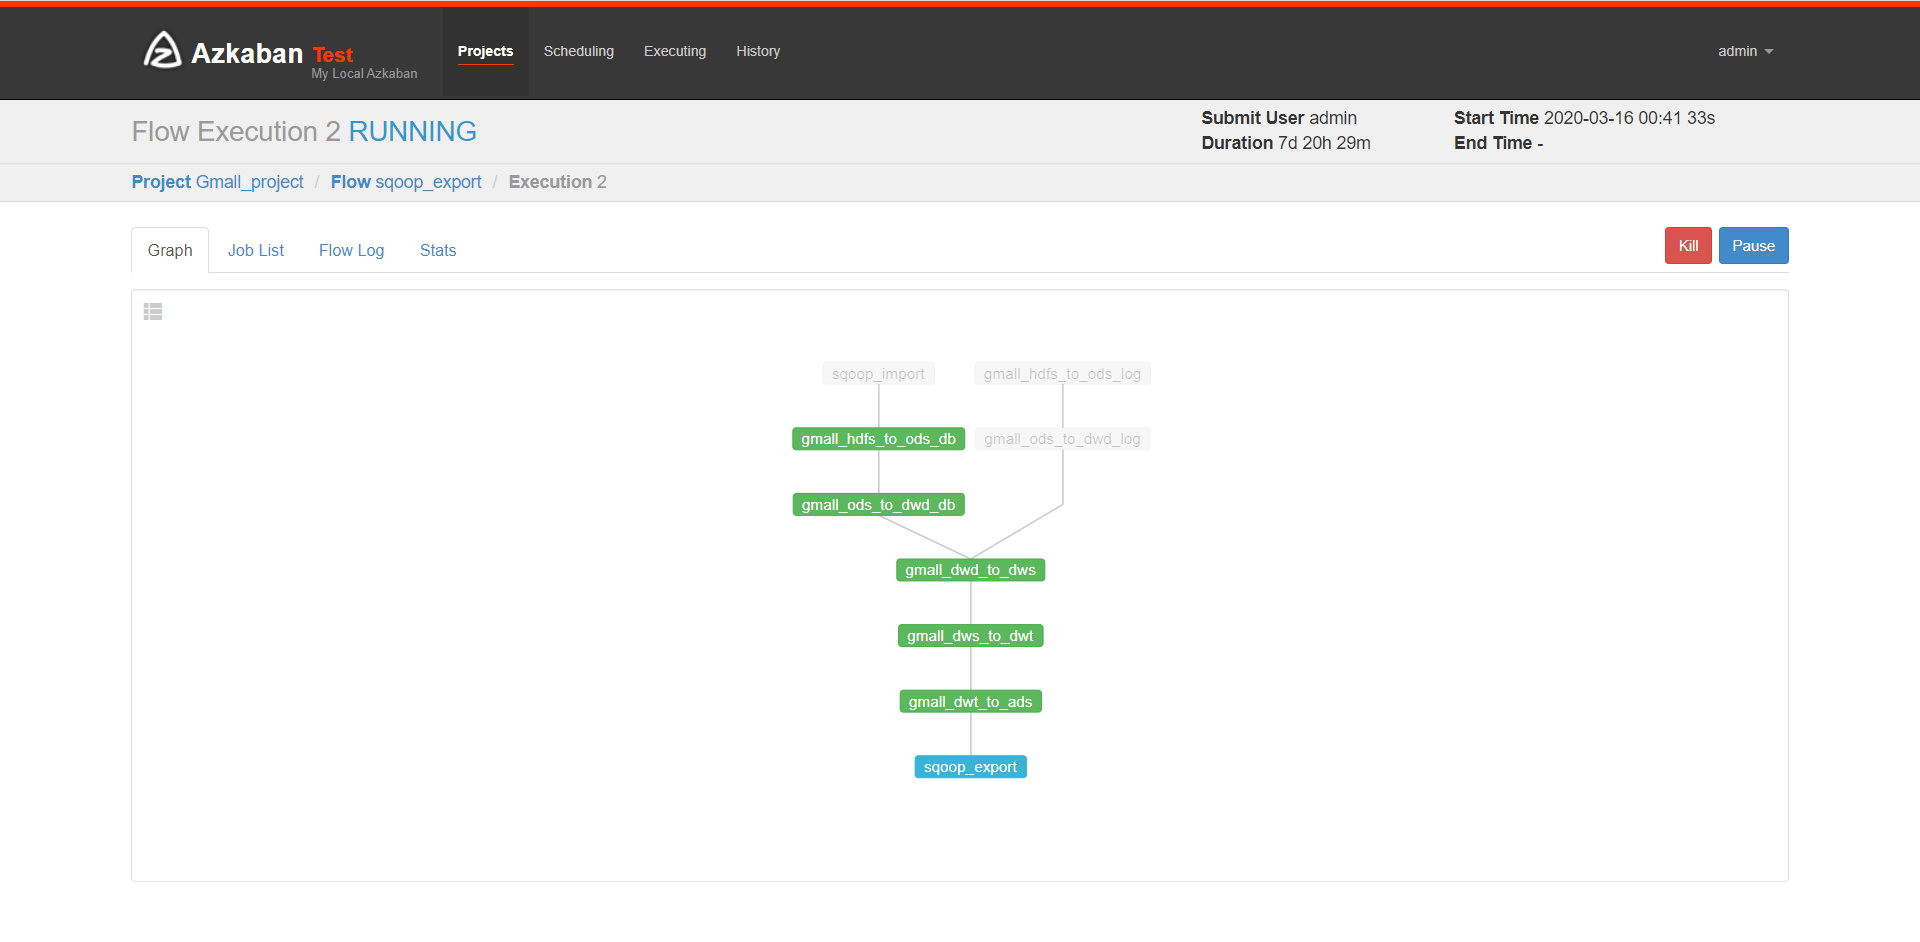 Azkaban Test
My Local Azkaban
Projects Scheduling Executing History admin
Flow Execution 2 RUNNING
Submit User admin
Duration 7d 20h 29m
Start Time 2020-03-16 00:41 33s
End Time -
Project Gmall_project / Flow sqoop_export / Execution 2
Graph Job List Flow Log Stats Kill Pause
sqoop_import gmall_hdfs_to_ods_log
gmall_hdfs_to_ods_db gmall_ods_to_dwd_log
gmall_ods_to_dwd_db
gmall_dwd_to_dws
gmall_dws_to_dwt
gmall_dwt_to_ads
sqoop_export